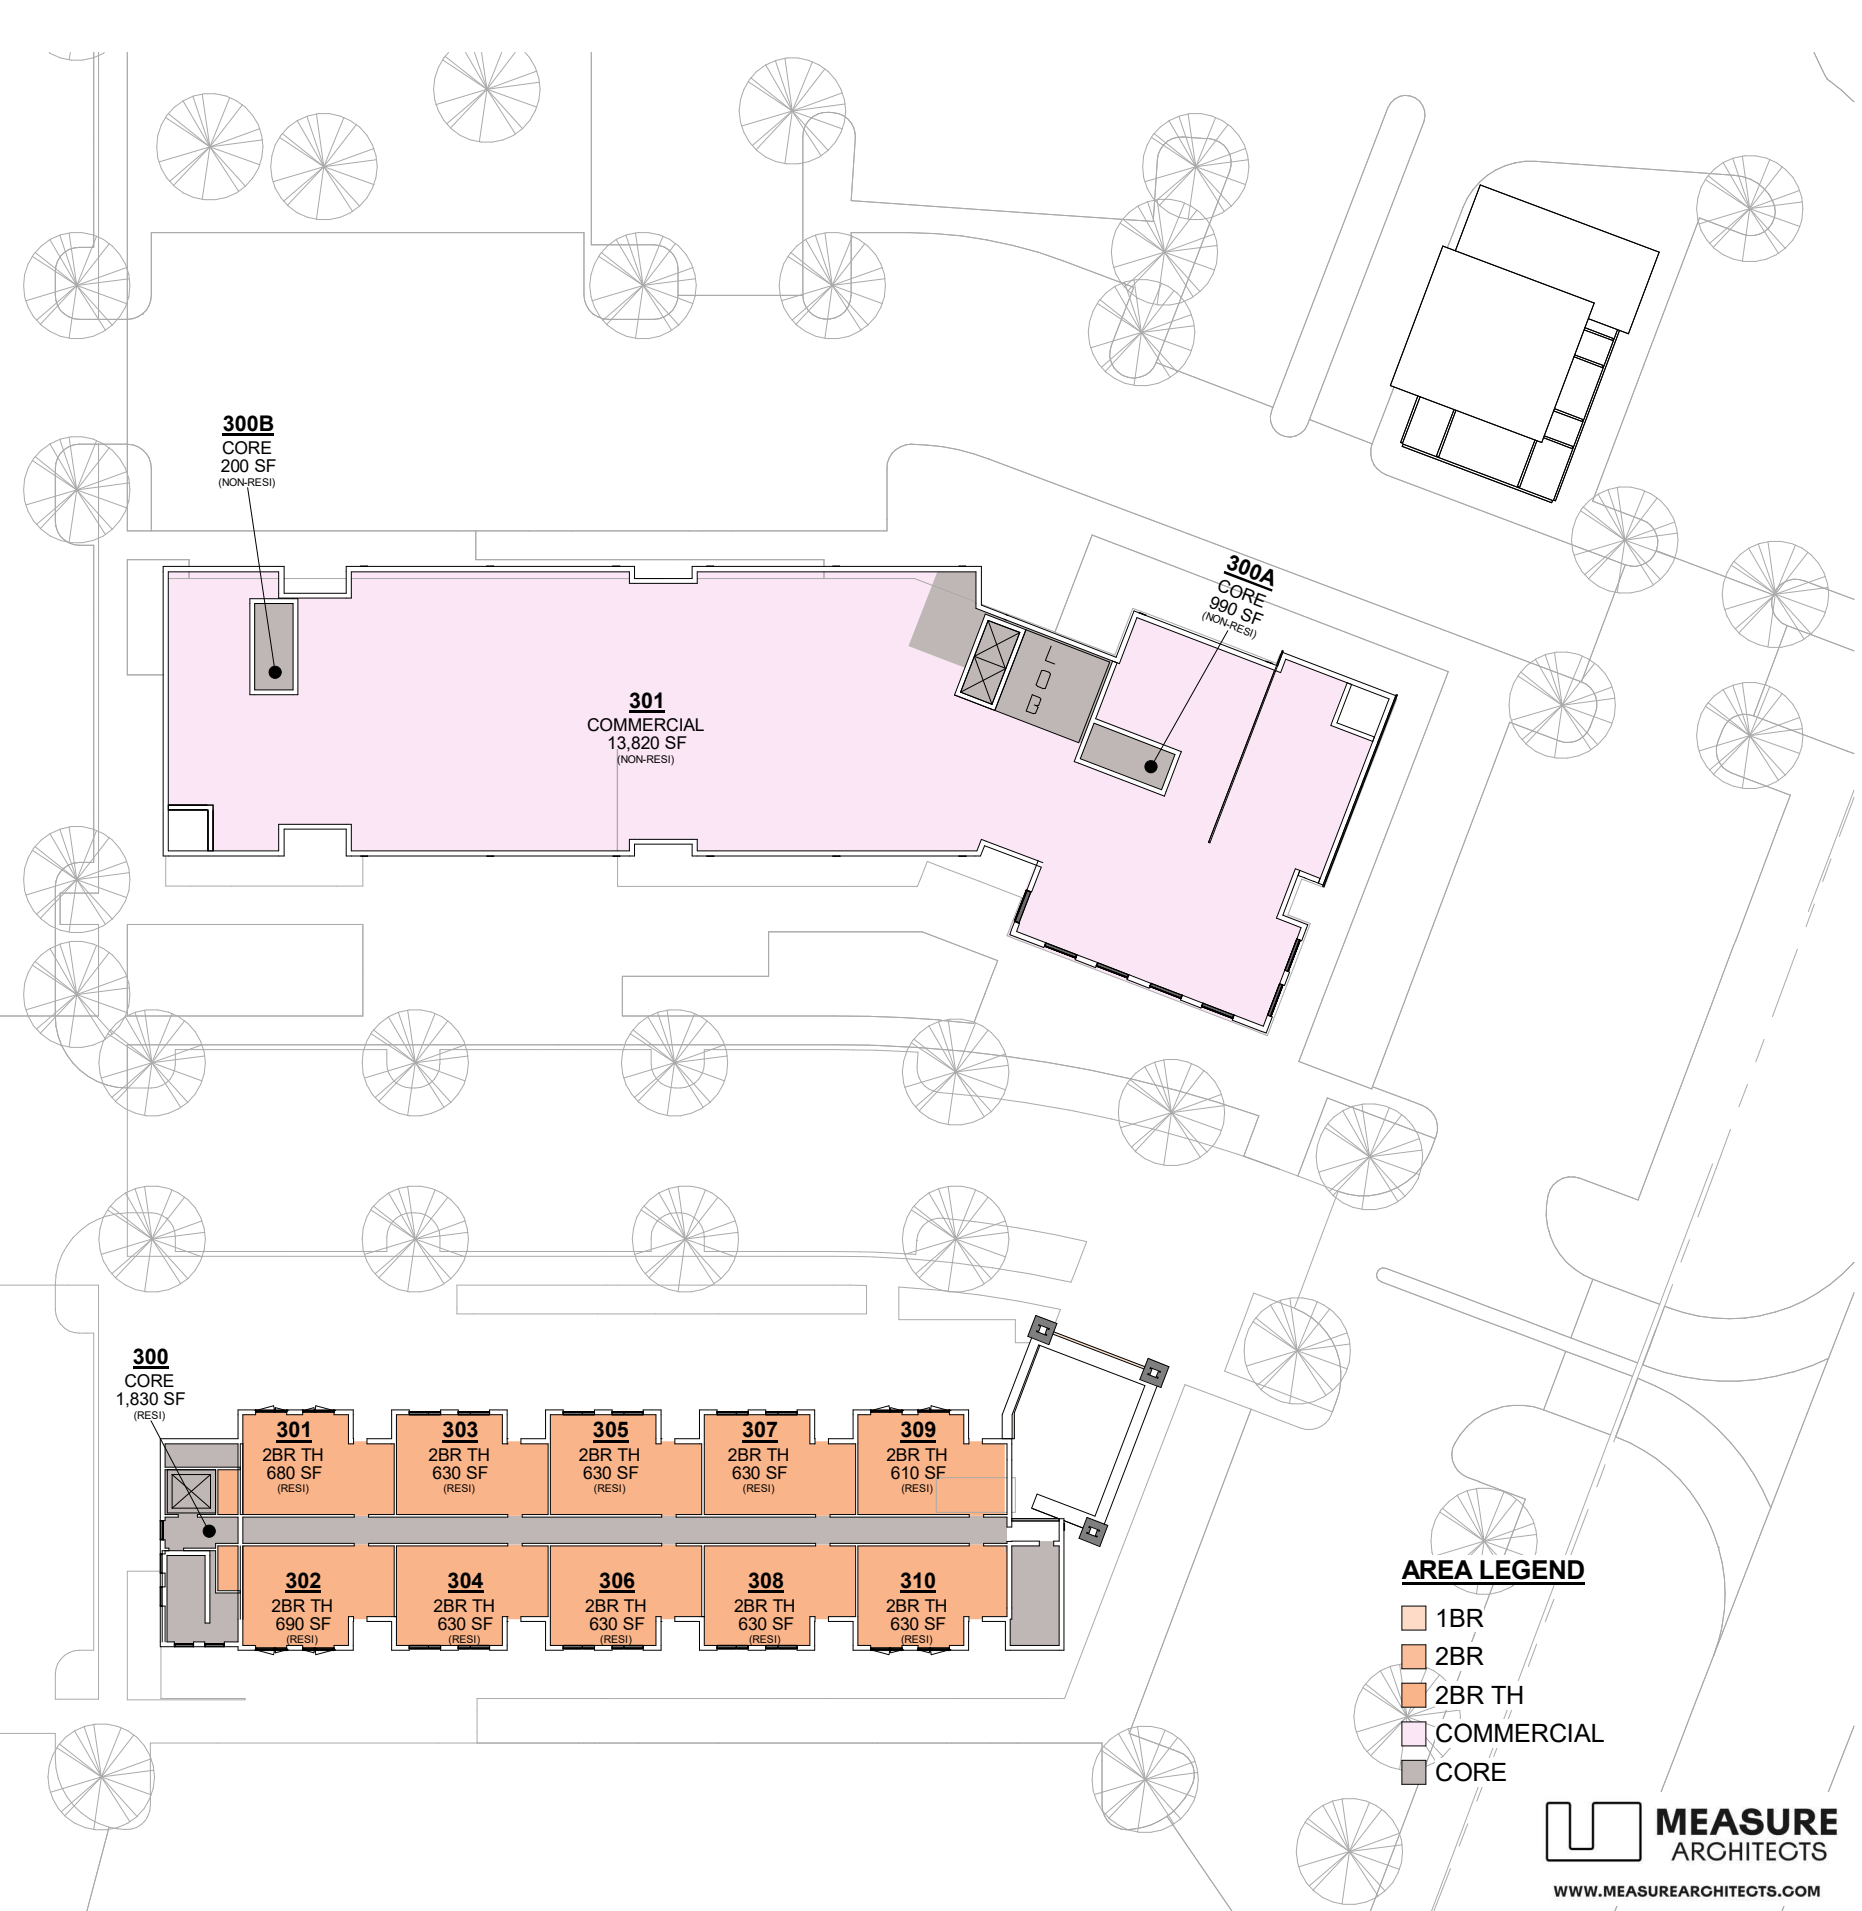 300B
CORE
200 SF
(NON-RESI)
300A
CORE
990 SF
(NON-RESI)
LOB
301
COMMERCIAL
13,820 SF
(NON-RESI)
300
CORE
1,830 SF
(RESI)
301
2BR TH
680 SF
(RESI)
303
2BR TH
630 SF
(RESI)
305
2BR TH
630 SF
(RESI)
307
2BR TH
630 SF
(RESI)
309
2BR TH
610 SF
(RESI)
302
2BR TH
690 SF
(RESI)
304
2BR TH
630 SF
(RESI)
306
2BR TH
630 SF
(RESI)
308
2BR TH
630 SF
(RESI)
310
2BR TH
630 SF
(RESI)
AREA LEGEND
1BR
2BR
2BR TH
COMMERCIAL
CORE
MEASURE
ARCHITECTS
WWW.MEASUREARCHITECTS.COM